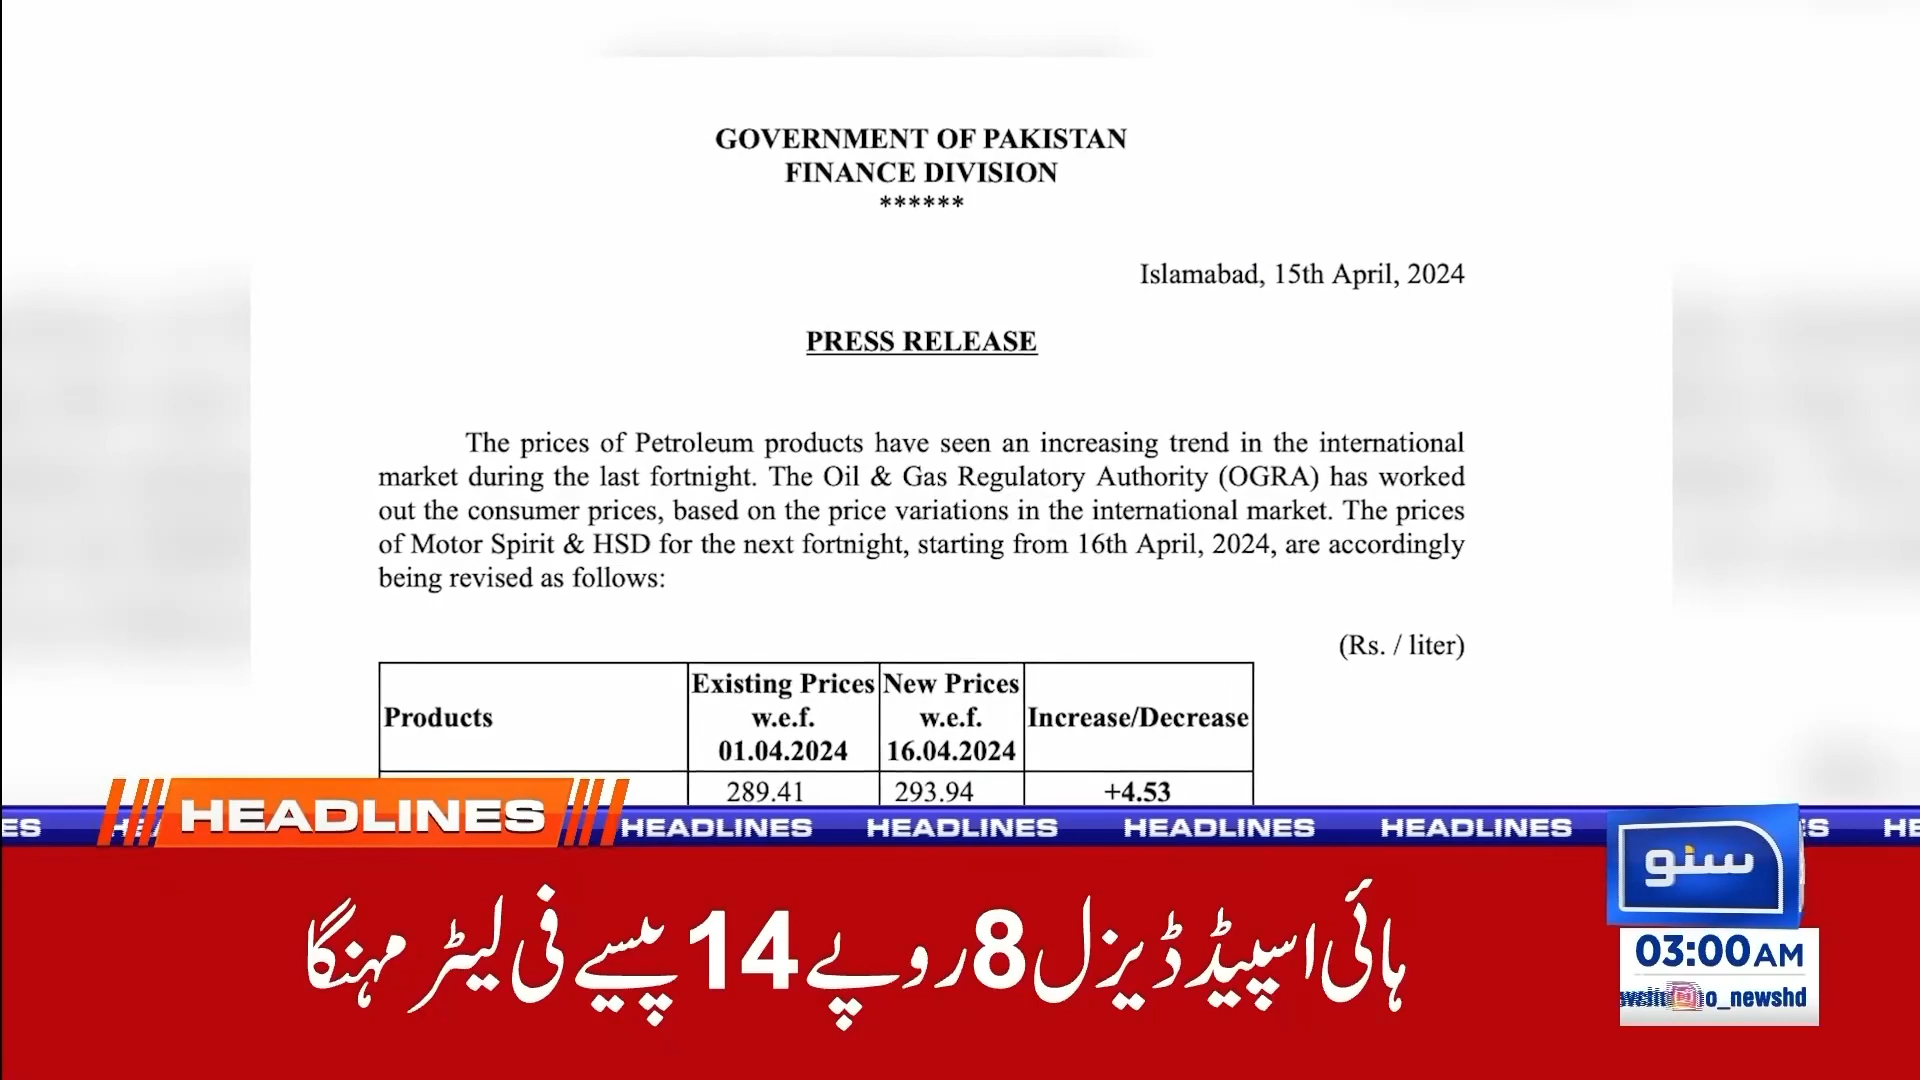 GOVERNMENT OF PAKISTAN
FINANCE DIVISION
******
Islamabad, 15th April, 2024
PRESS RELEASE
The prices of Petroleum products have seen an increasing trend in the international
market during the last fortnight. The Oil & Gas Regulatory Authority (OGRA) has worked
out the consumer prices, based on the price variations in the international market. The prices
of Motor Spirit & HSD for the next fortnight, starting from 16th April, 2024, are accordingly
being revised as follows:
(Rs. / liter)
Products
Existing Prices
w.e.f.
01.04.2024
New Prices
w.e.f.
16.04.2024
Increase/Decrease
289.41 293.94 +4.53
HEADLINES
ES HEADLINES HEADLINES HEADLINES HEADLINES ES HE
سنو
ہائی اسپیڈ ڈیزل 8 روپے 14 پیسے فی لیٹر مہنگا
03:00 AM
o_newshd